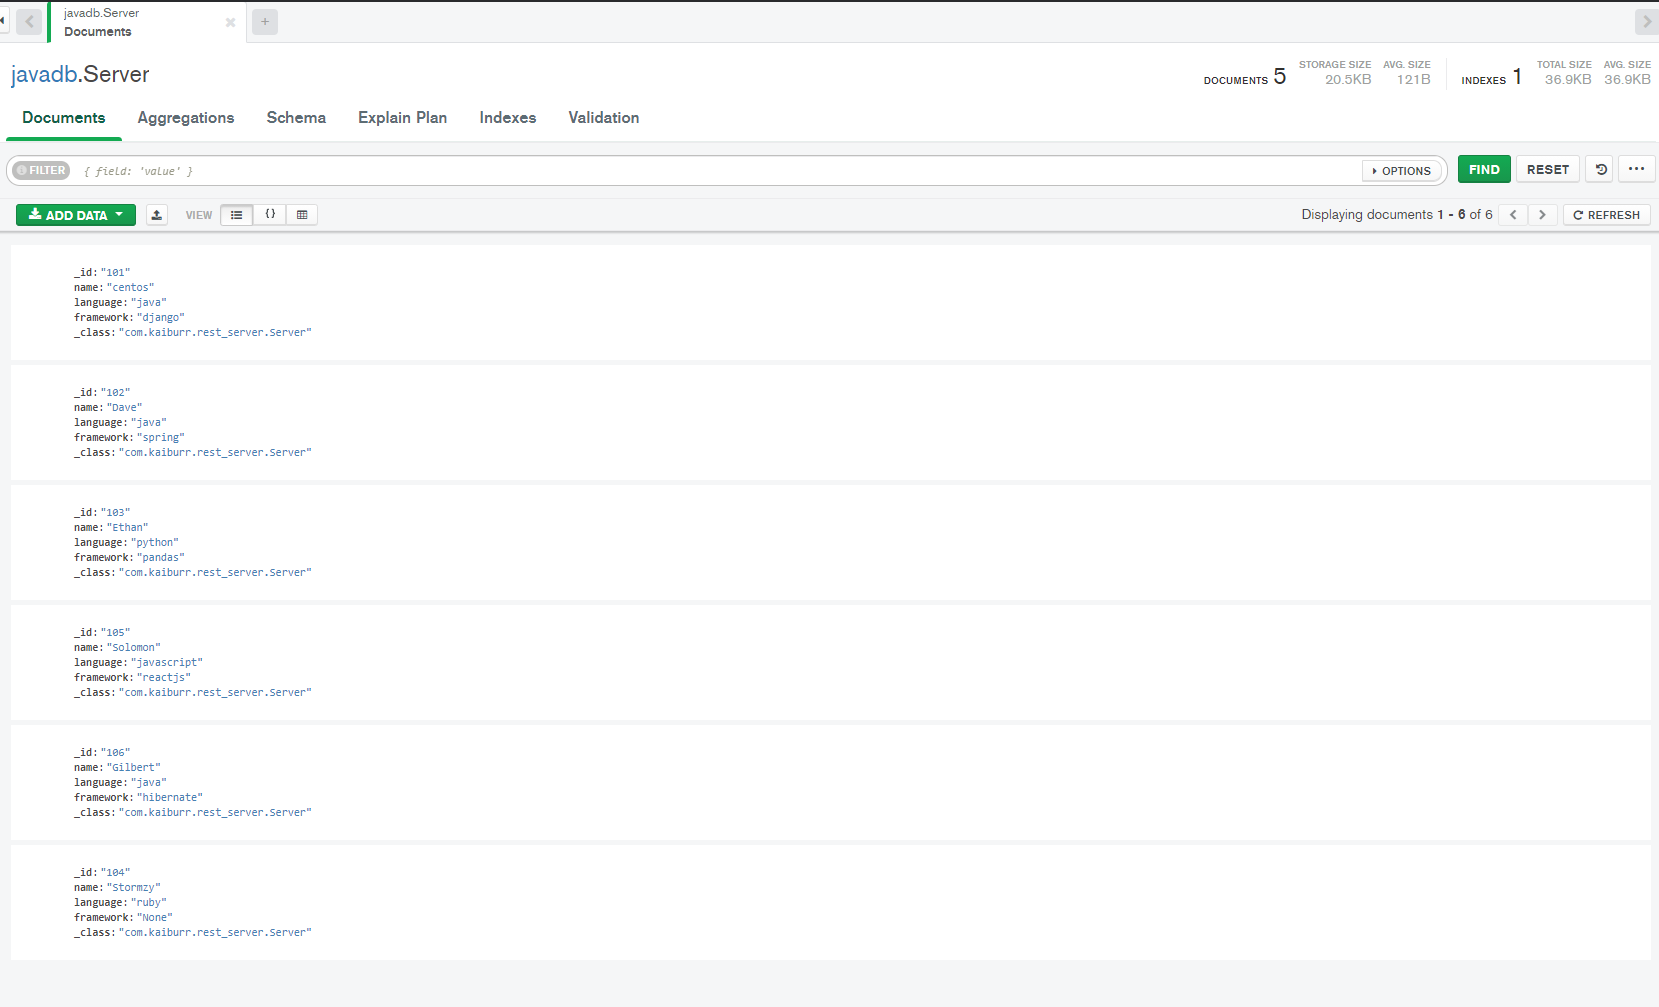 javadb.Server
Documents
+
javadb.Server
DOCUMENTS 5 STORAGE SIZE 20.5KB AVG. SIZE 121B INDEXES 1 TOTAL SIZE 36.9KB AVG. SIZE 36.9KB
Documents Aggregations Schema Explain Plan Indexes Validation
FILTER { field: 'value' } OPTIONS FIND RESET ...
ADD DATA VIEW {} Displaying documents 1 - 6 of 6 < > REFRESH
_id: "101"
name: "centos"
language: "java"
framework: "django"
_class: "com.kaiburr.rest_server.Server"
_id: "102"
name: "Dave"
language: "java"
framework: "spring"
_class: "com.kaiburr.rest_server.Server"
_id: "103"
name: "Ethan"
language: "python"
framework: "pandas"
_class: "com.kaiburr.rest_server.Server"
_id: "105"
name: "Solomon"
language: "javascript"
framework: "reactjs"
_class: "com.kaiburr.rest_server.Server"
_id: "106"
name: "Gilbert"
language: "java"
framework: "hibernate"
_class: "com.kaiburr.rest_server.Server"
_id: "104"
name: "Stormzy"
language: "ruby"
framework: "None"
_class: "com.kaiburr.rest_server.Server"